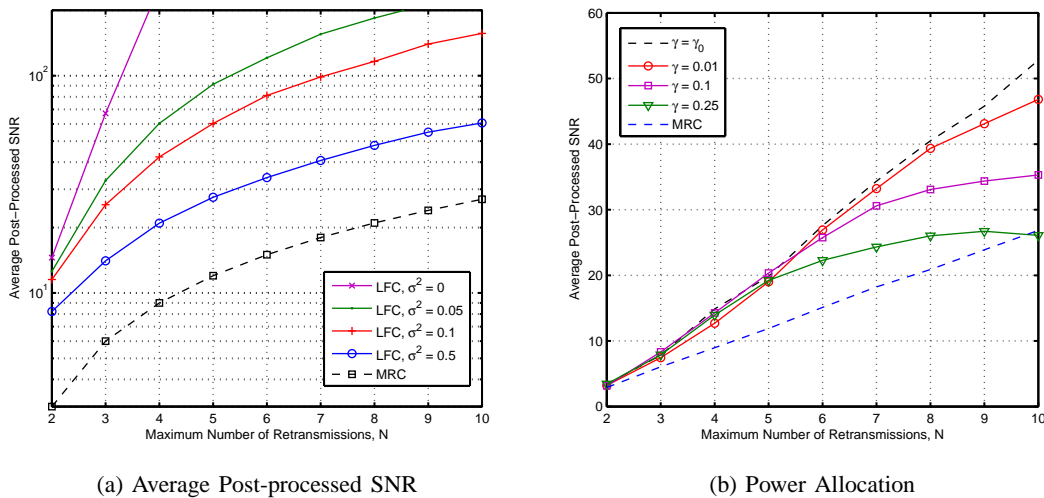 10²
10¹
2 3 4 5 6 7 8 9 10
Average Post−Processed SNR
Maximum Number of Retransmissions, N
LFC, σ² = 0
LFC, σ² = 0.05
LFC, σ² = 0.1
LFC, σ² = 0.5
MRC
(a) Average Post-processed SNR
60
50
40
30
20
10
0
2 3 4 5 6 7 8 9 10
Average Post−Processed SNR
Maximum Number of Retransmissions, N
γ = γ₀
γ = 0.01
γ = 0.1
γ = 0.25
MRC
(b) Power Allocation